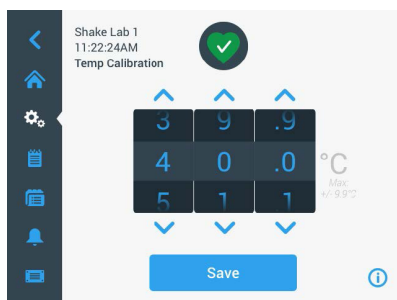 Shake Lab 1
11:22:24AM
Temp Calibration
3 9 .9
4 0 .0 °C
Max:
+/- 9.9°C
5 1 1
Save